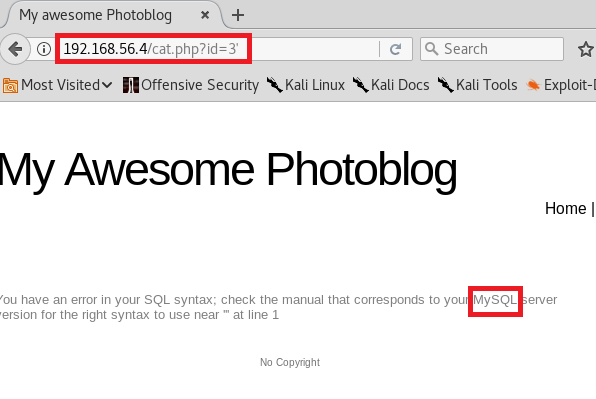 My awesome Photoblog
192.168.56.4/cat.php?id=3'
Search
Most Visited Offensive Security Kali Linux Kali Docs Kali Tools Exploit-D
My Awesome Photoblog
Home |
You have an error in your SQL syntax; check the manual that corresponds to your MySQL server
version for the right syntax to use near ''' at line 1
No Copyright